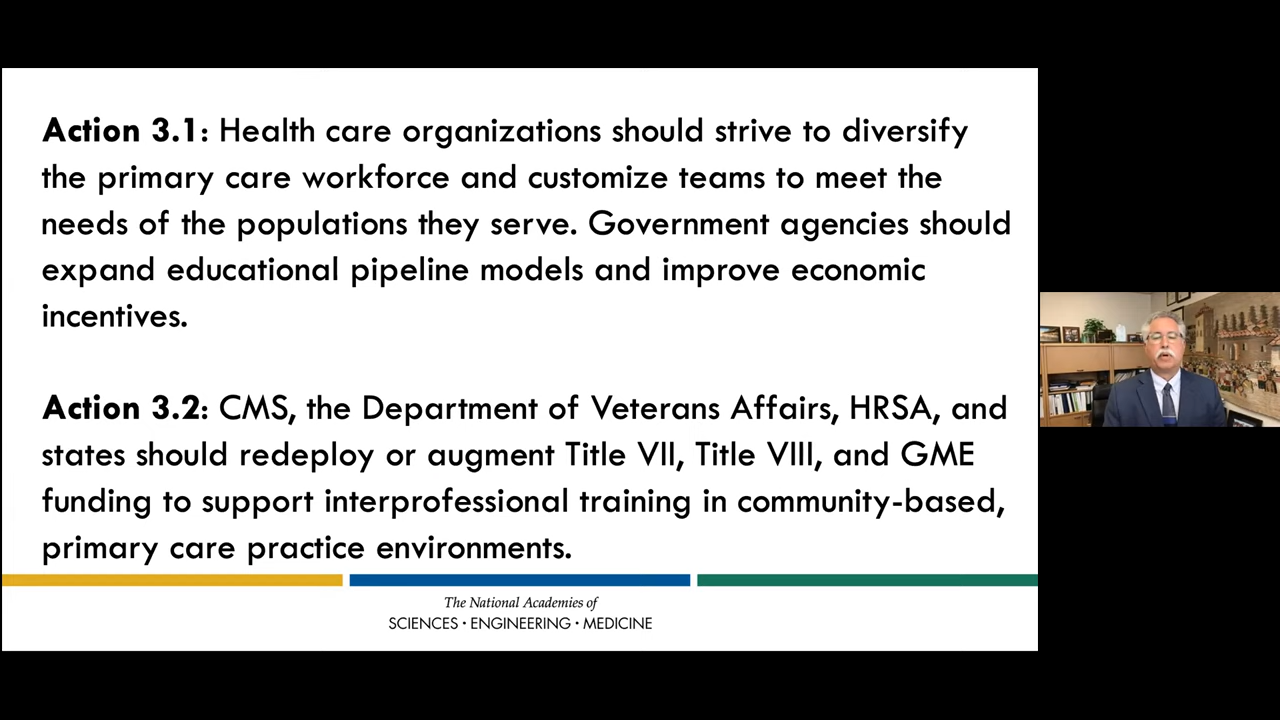 Action 3.1: Health care organizations should strive to diversify
the primary care workforce and customize teams to meet the
needs of the populations they serve. Government agencies should
expand educational pipeline models and improve economic
incentives.
Action 3.2: CMS, the Department of Veterans Affairs, HRSA, and
states should redeploy or augment Title VII, Title VIII, and GME
funding to support interprofessional training in community-based,
primary care practice environments.
The National Academies of
SCIENCES · ENGINEERING · MEDICINE